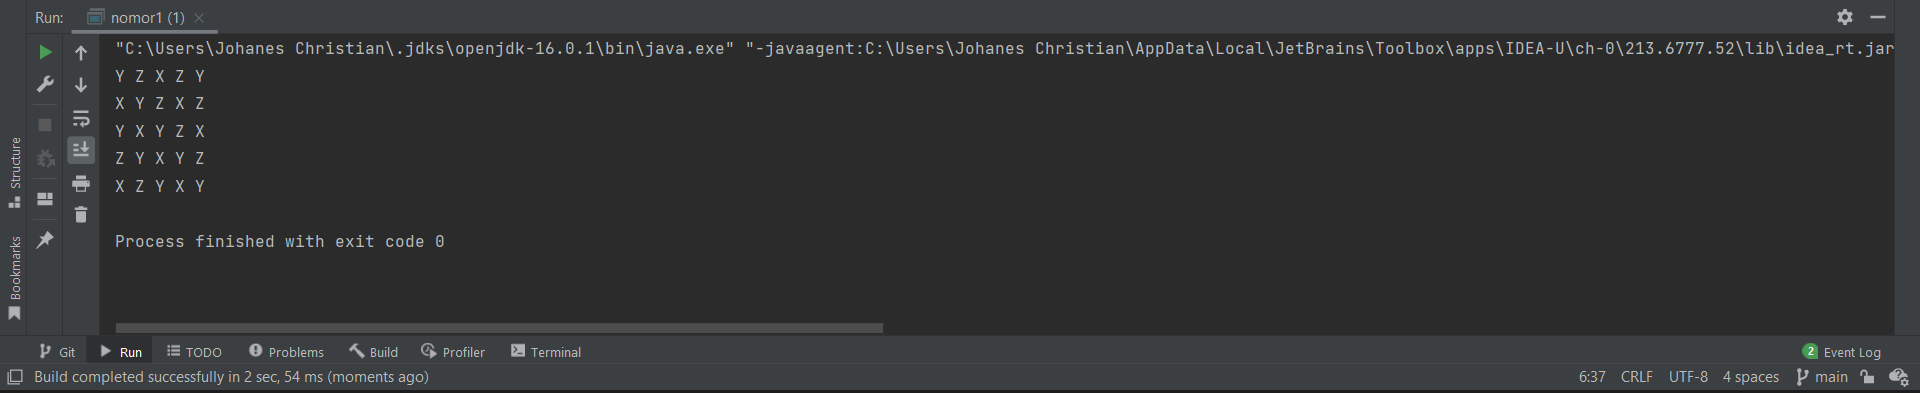 Run: nomor1 (1)
"C:\Users\Johanes Christian\.jdks\openjdk-16.0.1\bin\java.exe" "-javaagent:C:\Users\Johanes Christian\AppData\Local\JetBrains\Toolbox\apps\IDEA-U\ch-0\213.6777.52\lib\idea_rt.jar
Y Z X Z Y
X Y Z X Z
Y X Y Z X
Z Y X Y Z
X Z Y X Y
Process finished with exit code 0
Structure
Bookmarks
Git Run TODO Problems Build Profiler Terminal 2 Event Log
Build completed successfully in 2 sec, 54 ms (moments ago) 6:37 CRLF UTF-8 4 spaces main